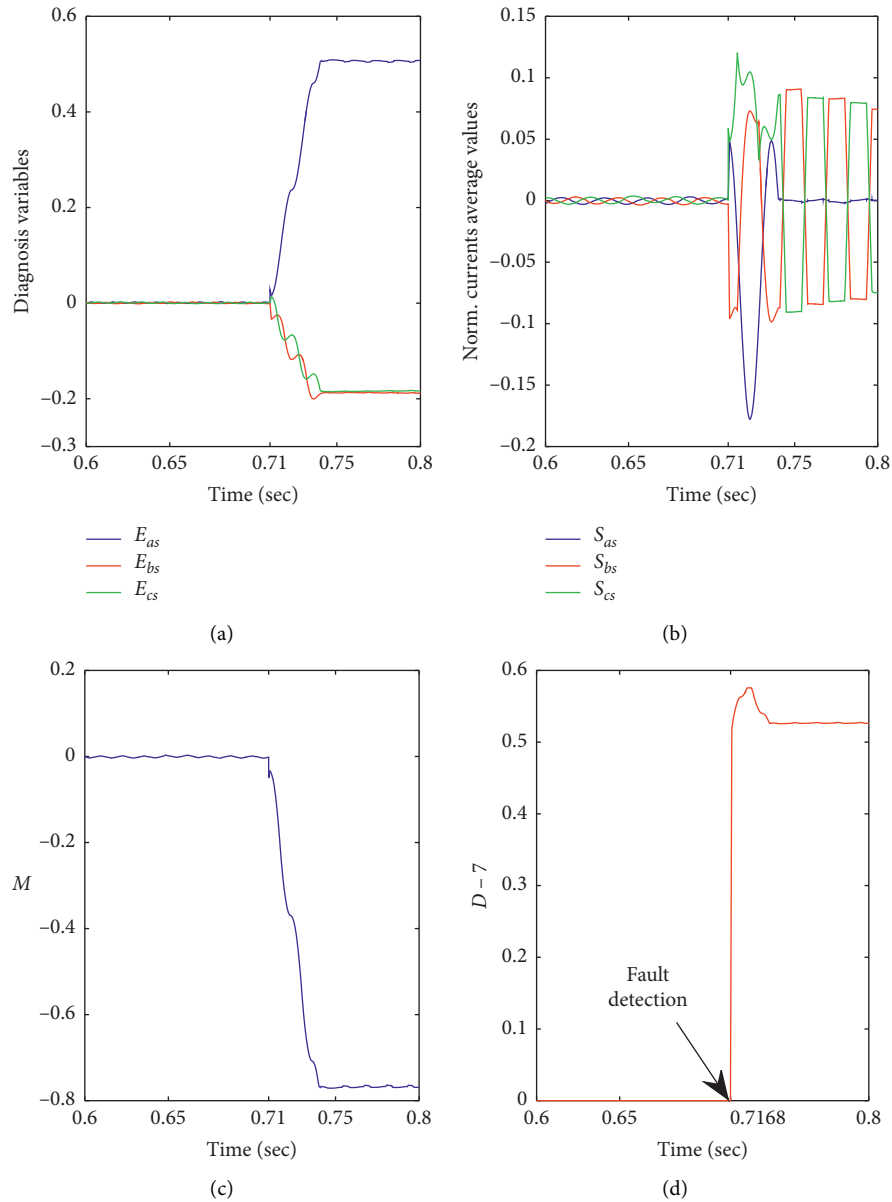 0.6
0.4
0.2
0
–0.2
–0.3
Diagnosis variables
0.6
0.65
0.71
0.75
0.8
Time (sec)
E_as
E_bs
E_cs
(a)
0.15
0.1
0.05
0
–0.05
–0.1
–0.15
–0.2
Norm. currents average values
0.6
0.65
0.71
0.75
0.8
Time (sec)
S_as
S_bs
S_cs
(b)
0.2
0
–0.2
–0.4
–0.6
–0.8
M
0.6
0.65
0.71
0.75
0.8
Time (sec)
(c)
0.6
0.5
0.4
0.3
0.2
0.1
0
D – 7
Fault
detection
0.6
0.65
0.7168
0.8
Time (sec)
(d)